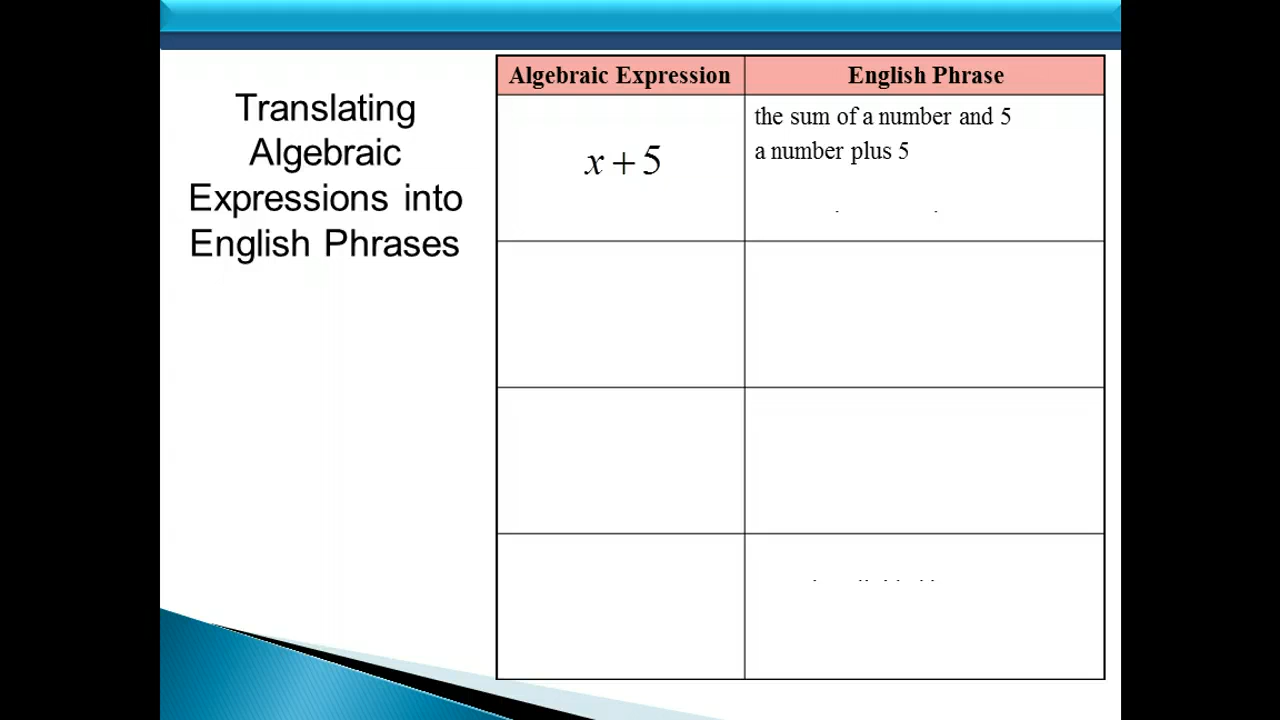 Translating
Algebraic
Expressions into
English Phrases
Algebraic Expression English Phrase
x + 5
the sum of a number and 5
a number plus 5